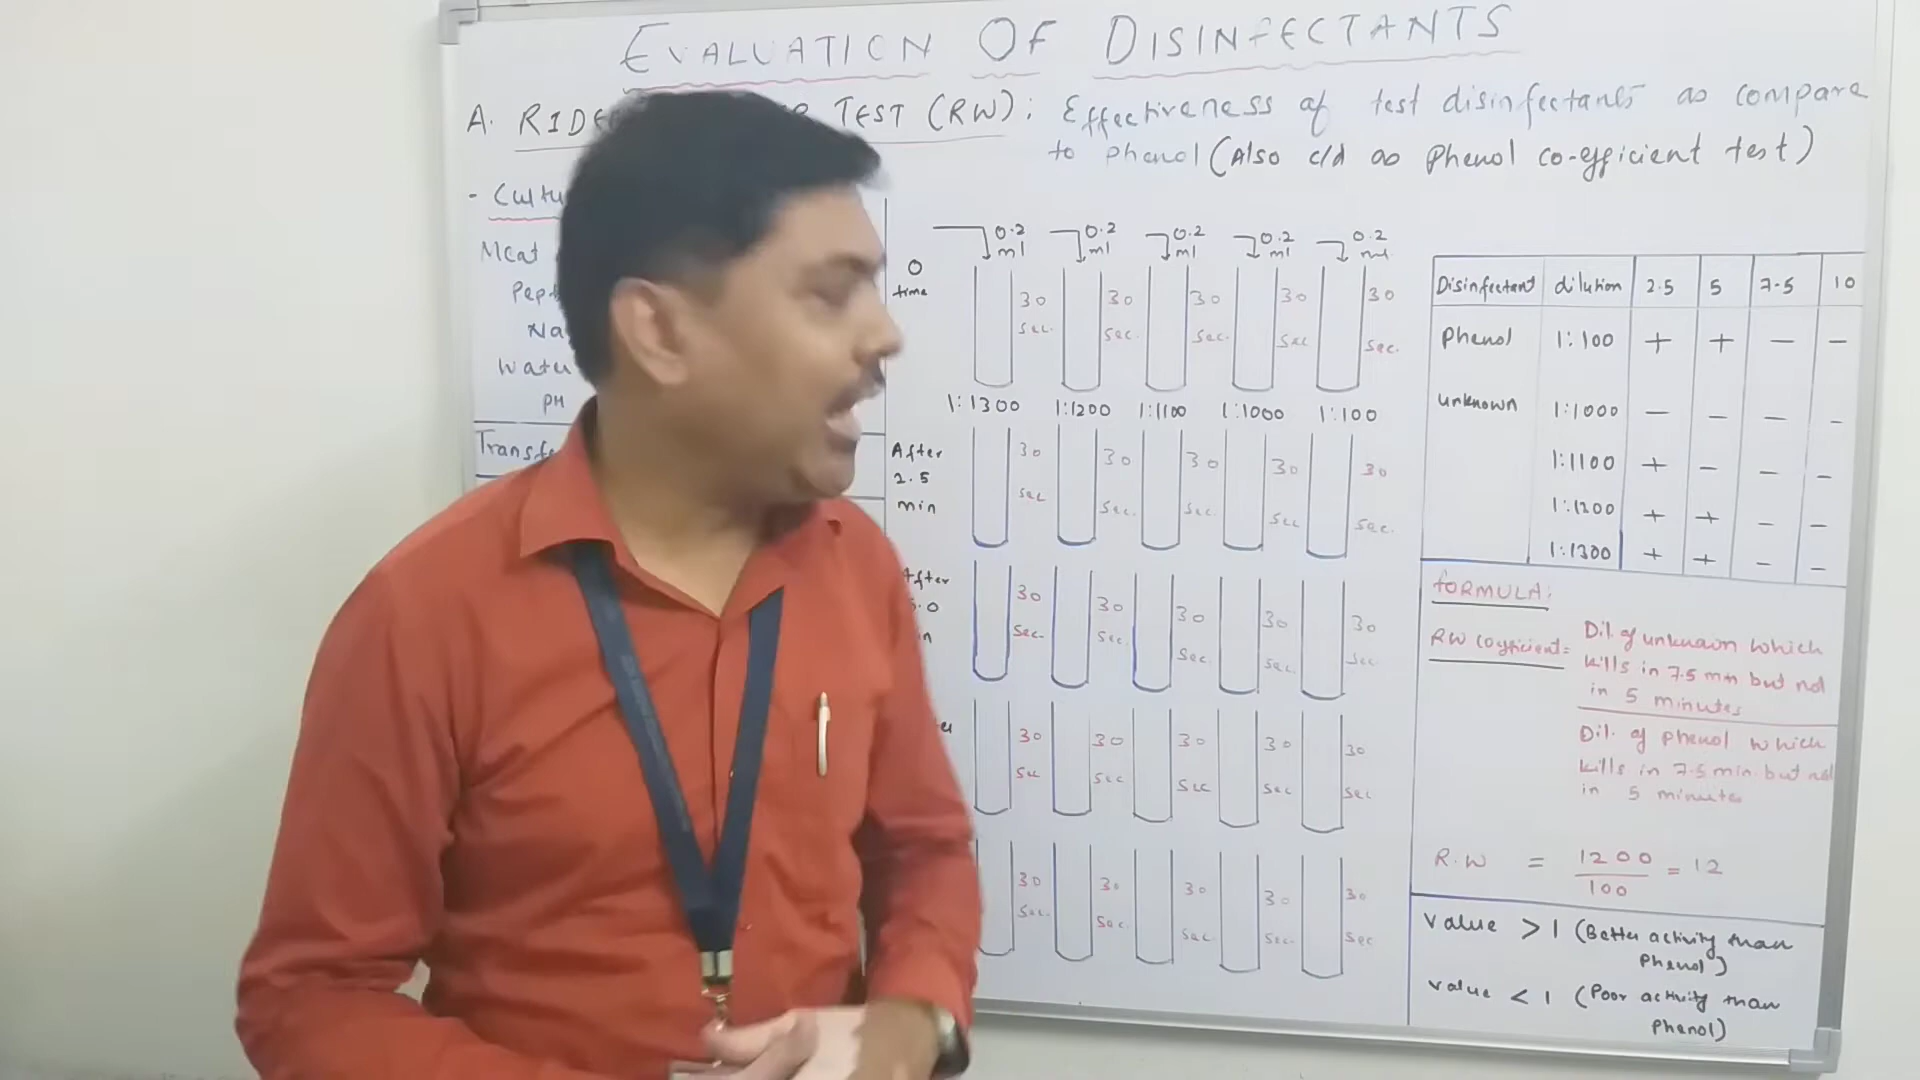 EVALUATION OF DISINFECTANTS
A. RIDE TEST (RW): Effectiveness of test disinfectants as compare
to phenol (Also c/d as Phenol co-efficient test)
- Cultu
Meat
Pept
Na
Water
PH
Transfe
0.2 ml 0.2 ml 0.2 ml 0.2 ml 0.2 ml
0 time
30 Sec. 30 Sec. 30 Sec. 30 Sec 30 Sec.
1:1300 1:1200 1:1100 1:1000 1:100
After 2.5 min
30 Sec 30 Sec. 30 Sec. 30 Sec 30 Sec.
After 5.0 in
30 Sec. 30 Sec. 30 Sec. 30 Sec. 30 Sec.
30 Sec 30 Sec 30 Sec 30 Sec 30 Sec
30 Sec. 30 Sec. 30 Sec. 30 Sec. 30 Sec
Disinfectant dilution 2.5 5 7.5 10
Phenol 1:100 + + - -
unknown 1:1000 - - - -
1:1100 + - - -
1:1200 + + - -
1:1300 + + - -
FORMULA:
RW Cofficient = Dil. of unknown which
kills in 7.5 min but not
in 5 minutes
Dil. of phenol which
kills in 7.5 min. but not
in 5 minutes
R.W = 1200 / 100 = 12
Value > 1 (Better activity than
Phenol)
Value < 1 (Poor activity than
Phenol)